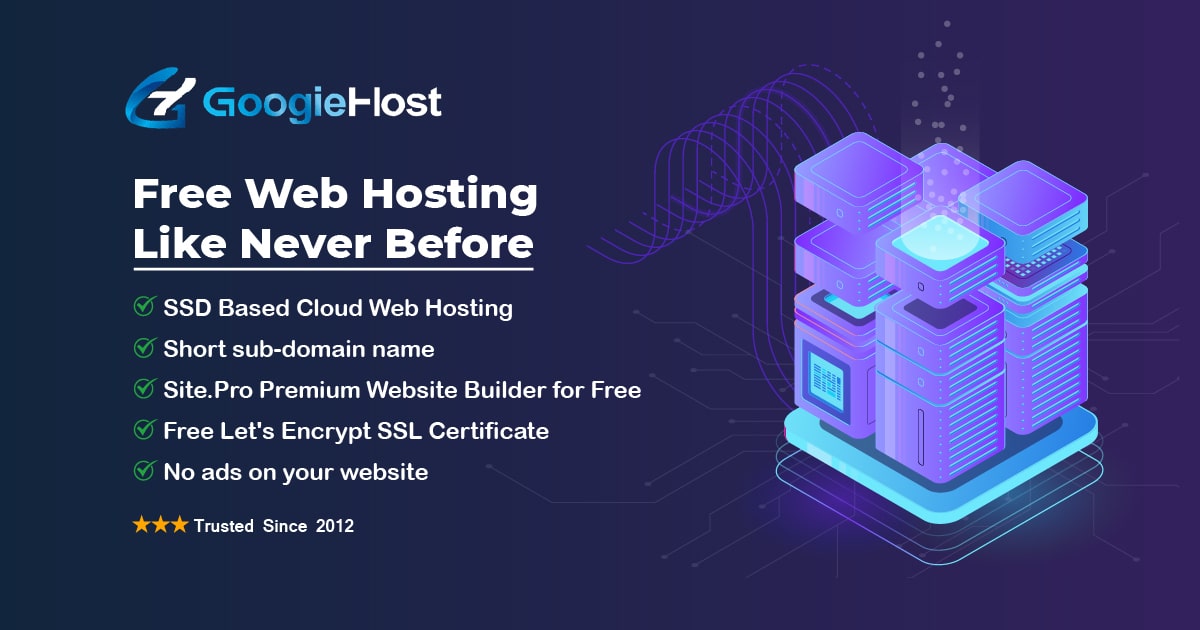 GoogieHost
Free Web Hosting
Like Never Before
SSD Based Cloud Web Hosting
Short sub-domain name
Site.Pro Premium Website Builder for Free
Free Let's Encrypt SSL Certificate
No ads on your website
Trusted Since 2012